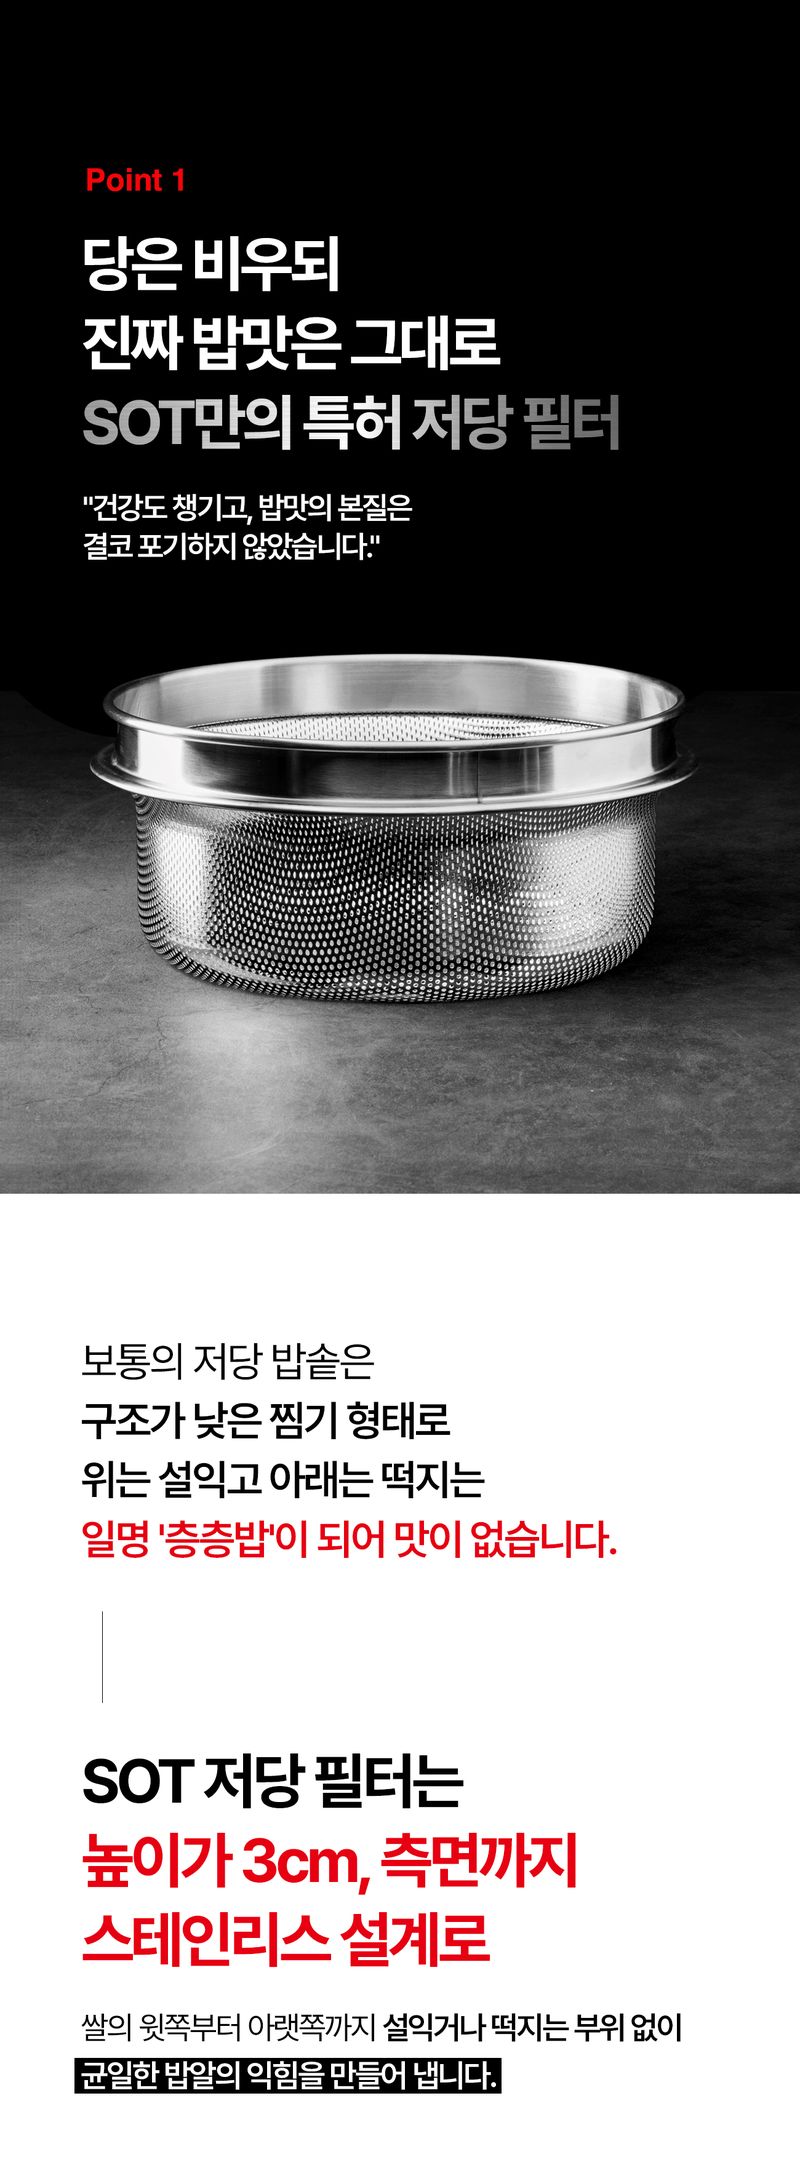 Point 1
당은 비우되
진짜 밥맛은 그대로
SOT만의 특허 저당 필터
"건강도 챙기고, 밥맛의 본질은
결코 포기하지 않았습니다."
보통의 저당 밥솥은
구조가 낮은 찜기 형태로
위는 설익고 아래는 떡지는
일명 '층층밥'이 되어 맛이 없습니다.
SOT 저당 필터는
높이가 3cm, 측면까지
스테인리스 설계로
쌀의 윗쪽부터 아랫쪽까지 설익거나 떡지는 부위 없이
균일한 밥알의 익힘을 만들어 냅니다.